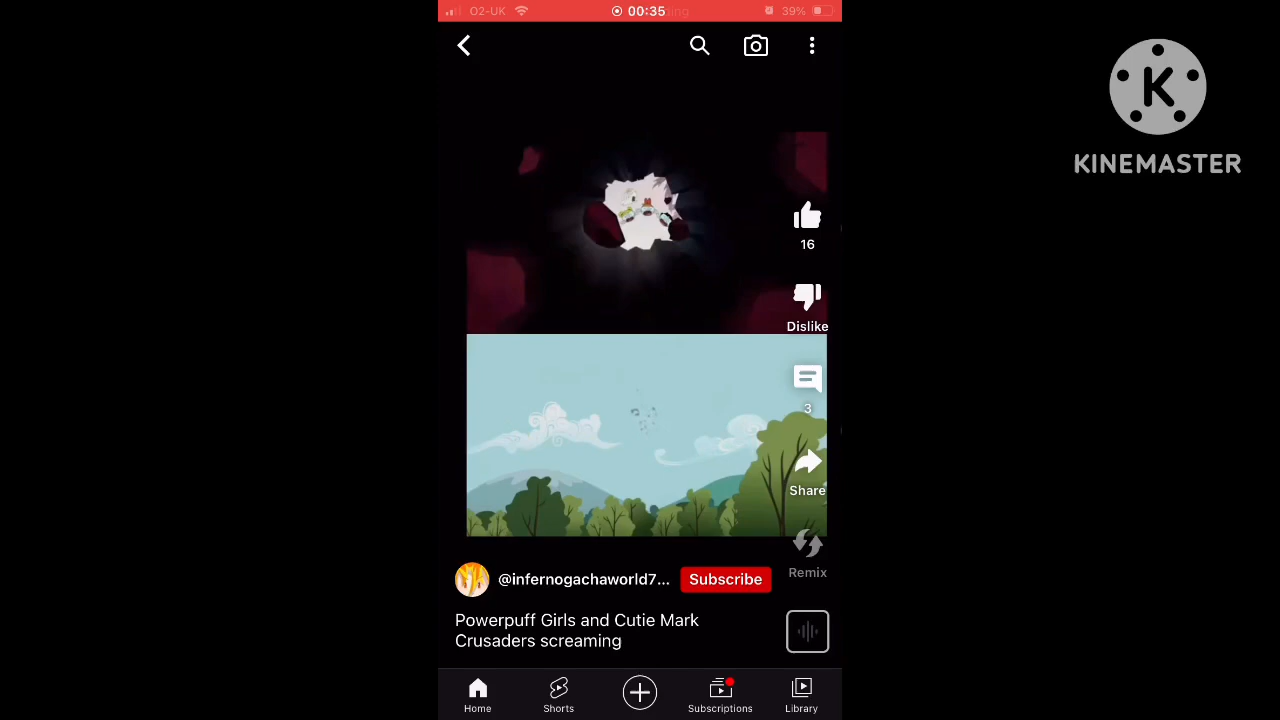 O2-UK
00:35
39%
KINEMASTER
16
Dislike
3
Share
Remix
@infernogachaworld7...
Subscribe
Powerpuff Girls and Cutie Mark
Crusaders screaming
Home
Shorts
Subscriptions
Library